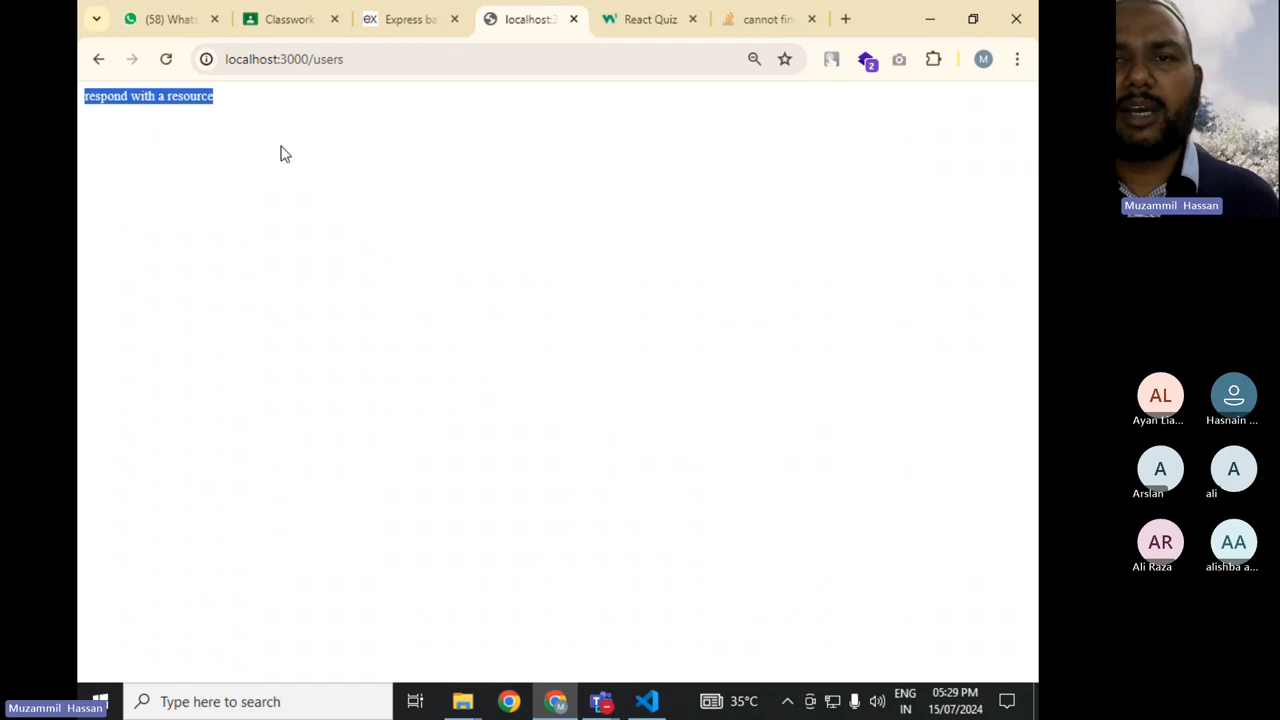 (58) Whats
Classwork
ex
Express ba
localhost:3
React Quiz
cannot fin
localhost:3000/users
2
M
respond with a resource
Muzammil Hassan
AL
Ayan Lia...
Hasnain ...
A
Arslan
A
ali
AR
Ali Raza
AA
alishba a...
Muzammil Hassan
Type here to search
M
35°C
ENG
IN
05:29 PM
15/07/2024